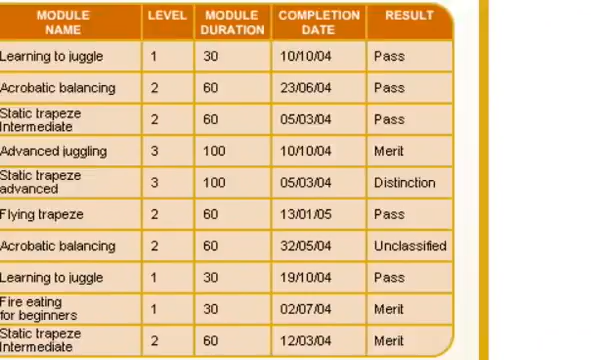 MODULE NAME LEVEL MODULE DURATION COMPLETION DATE RESULT
Learning to juggle 1 30 10/10/04 Pass
Acrobatic balancing 2 60 23/06/04 Pass
Static trapeze Intermediate 2 60 05/03/04 Pass
Advanced juggling 3 100 10/10/04 Merit
Static trapeze advanced 3 100 05/03/04 Distinction
Flying trapeze 2 60 13/01/05 Pass
Acrobatic balancing 2 60 32/05/04 Unclassified
Learning to juggle 1 30 19/10/04 Pass
Fire eating for beginners 1 30 02/07/04 Merit
Static trapeze Intermediate 2 60 12/03/04 Merit